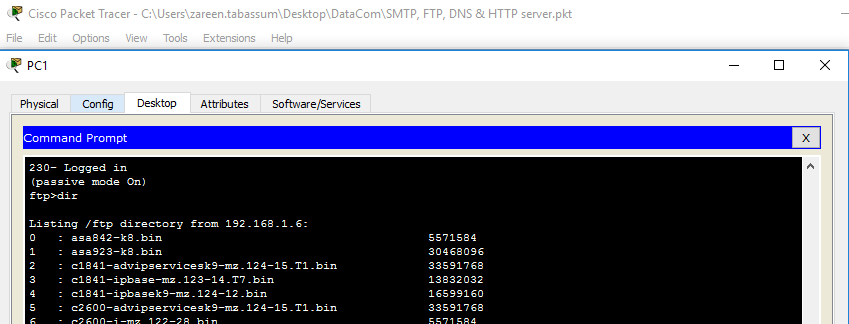 Cisco Packet Tracer - C:\Users\zareen.tabassum\Desktop\DataCom\SMTP, FTP, DNS & HTTP server.pkt
File Edit Options View Tools Extensions Help
PC1
Physical Config Desktop Attributes Software/Services
Command Prompt X
230- Logged in
(passive mode On)
ftp>dir
Listing /ftp directory from 192.168.1.6:
0 : asa842-k8.bin 5571584
1 : asa923-k8.bin 30468096
2 : c1841-advipservicesk9-mz.124-15.T1.bin 33591768
3 : c1841-ipbase-mz.123-14.T7.bin 13832032
4 : c1841-ipbasek9-mz.124-12.bin 16599160
5 : c2600-advipservicesk9-mz.124-15.T1.bin 33591768
6 : c2600-i-mz.122-28.bin 5571584